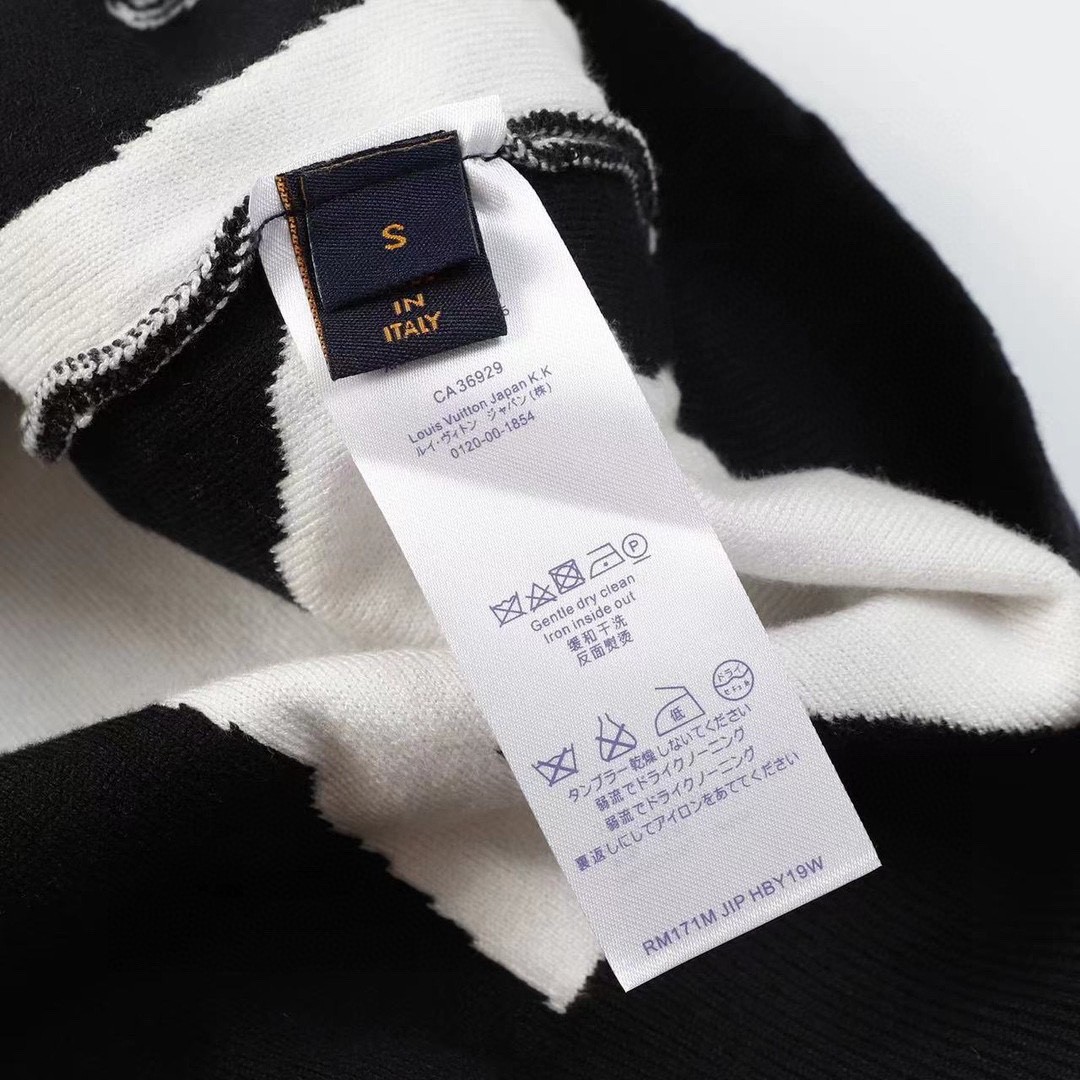 S
IN
ITALY
CA 36929
Louis Vuitton Japan K.K
ルイ・ヴィトン ジャパン(株)
0120-00-1854
P
Gentle dry clean
Iron inside out
缓和干洗
反面熨烫
ドライ
低
タンブラー乾燥しないてください
弱流でドライクノーニング
弱流でドライクノーニング
裏返しにしてアイロンをあててください
RM171M JIP HBY19W